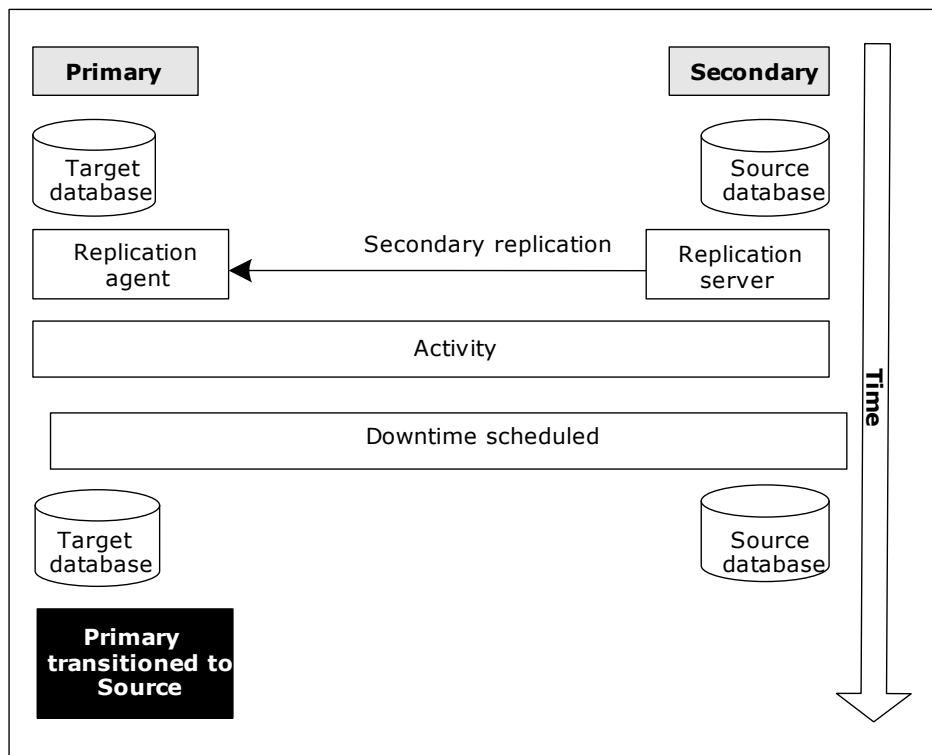 Primary
Secondary
Target
database
Source
database
Replication
agent
Secondary replication
Replication
server
Activity
Time
Downtime scheduled
Target
database
Source
database
Primary
transitioned to
Source